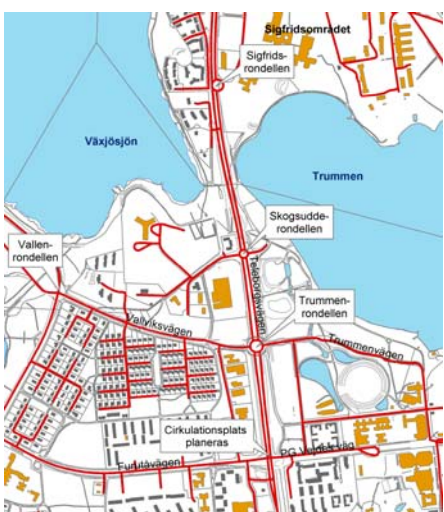 Sigfridsområdet
Sigfrids-
rondellen
Växjösjön
Trummen
Skogsudde-
rondellen
Vallen-
rondellen
Teleborgsvägen
Trummen-
rondellen
Vallviksvägen
Trummenvägen
Cirkulationsplats
planeras
PG Vejdes väg
Furutåvägen